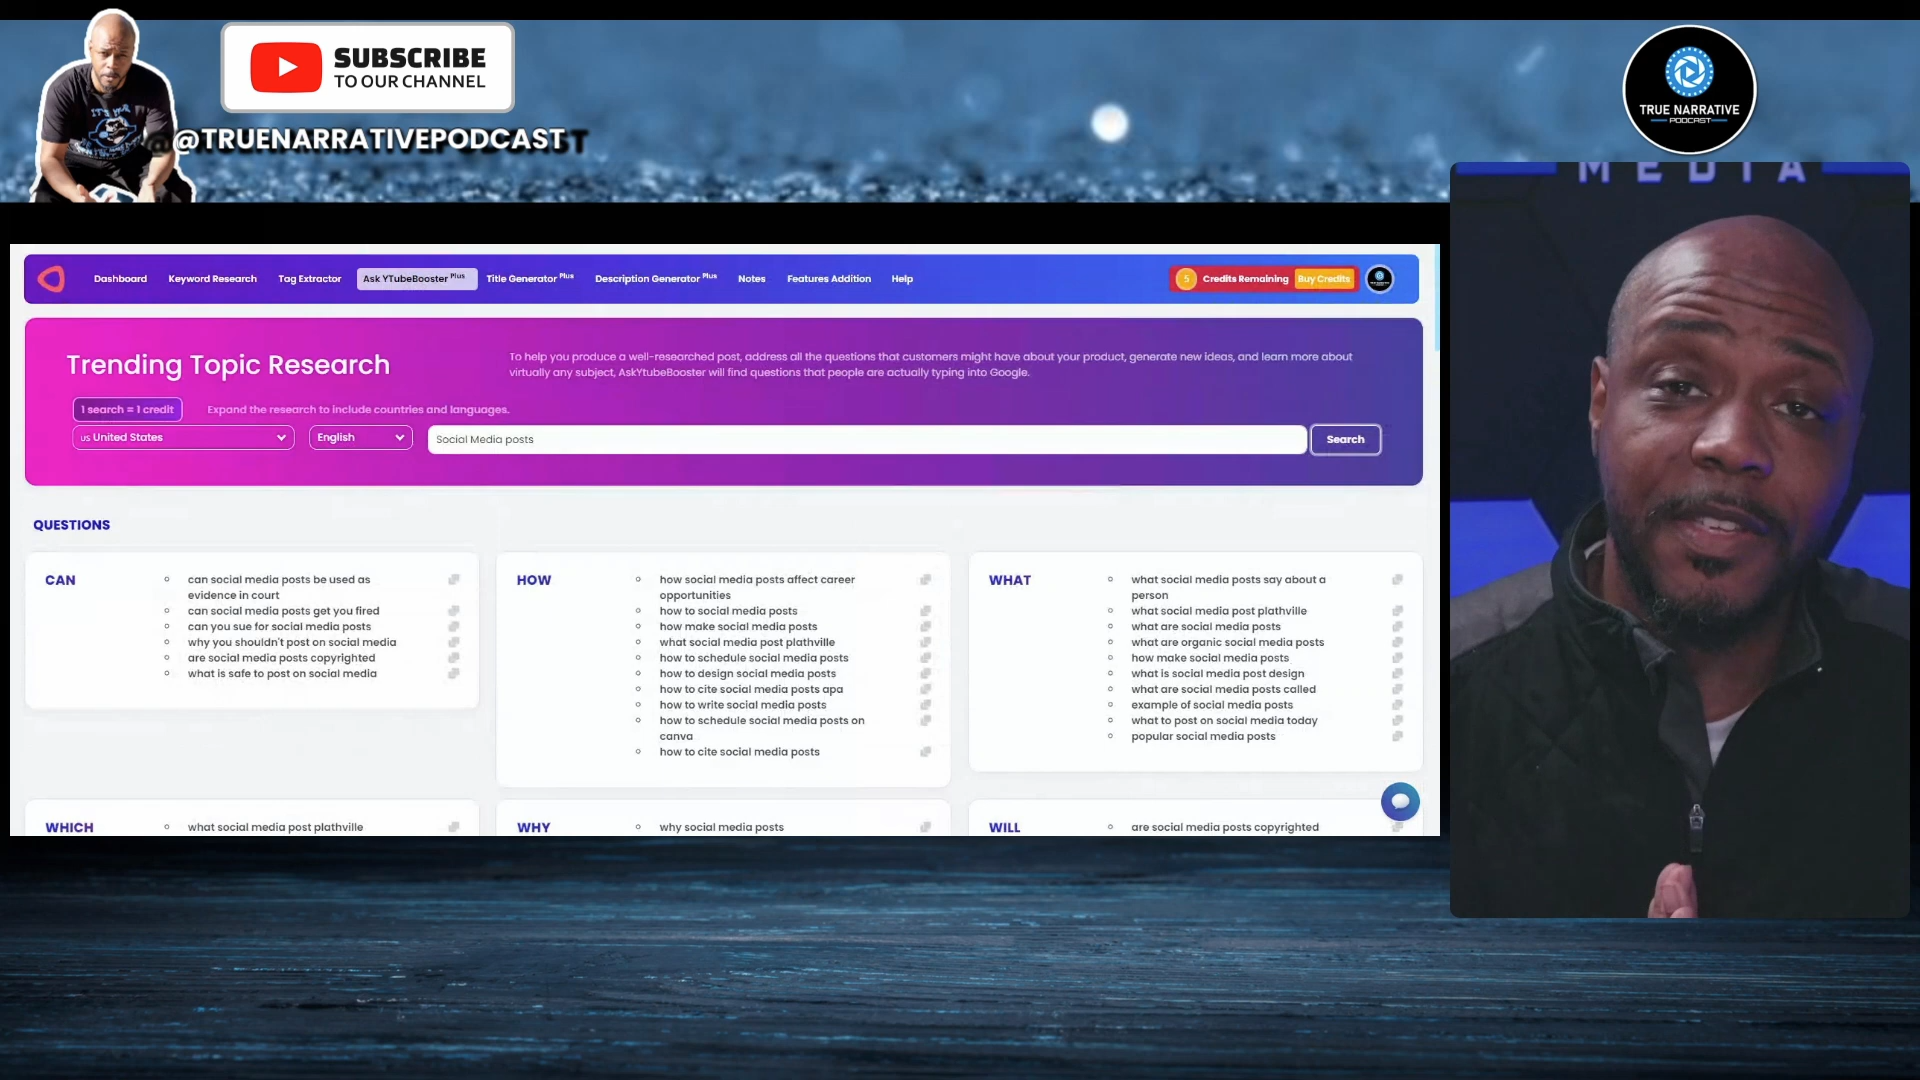 SUBSCRIBE
TO OUR CHANNEL
@TRUENARRATIVEPODCAST
TRUE NARRATIVE
PODCAST
MEDIA
Dashboard
Keyword Research
Tag Extractor
Ask YTubeBooster Plus
Title Generator Plus
Description Generator Plus
Notes
Features Addition
Help
5 Credits Remaining
Buy Credits
Trending Topic Research
To help you produce a well-researched post, address all the questions that customers might have about your product, generate new ideas, and learn more about
virtually any subject, AskYtubeBooster will find questions that people are actually typing into Google.
1 search = 1 credit
Expand the research to include countries and languages.
us United States
English
Social Media posts
Search
QUESTIONS
CAN
can social media posts be used as
evidence in court
can social media posts get you fired
can you sue for social media posts
why you shouldn't post on social media
are social media posts copyrighted
what is safe to post on social media
HOW
how social media posts affect career
opportunities
how to social media posts
how make social media posts
what social media post plathville
how to schedule social media posts
how to design social media posts
how to cite social media posts apa
how to write social media posts
how to schedule social media posts on
canva
how to cite social media posts
WHAT
what social media posts say about a
person
what social media post plathville
what are social media posts
what are organic social media posts
how make social media posts
what is social media post design
what are social media posts called
example of social media posts
what to post on social media today
popular social media posts
WHICH
what social media post plathville
WHY
why social media posts
WILL
are social media posts copyrighted